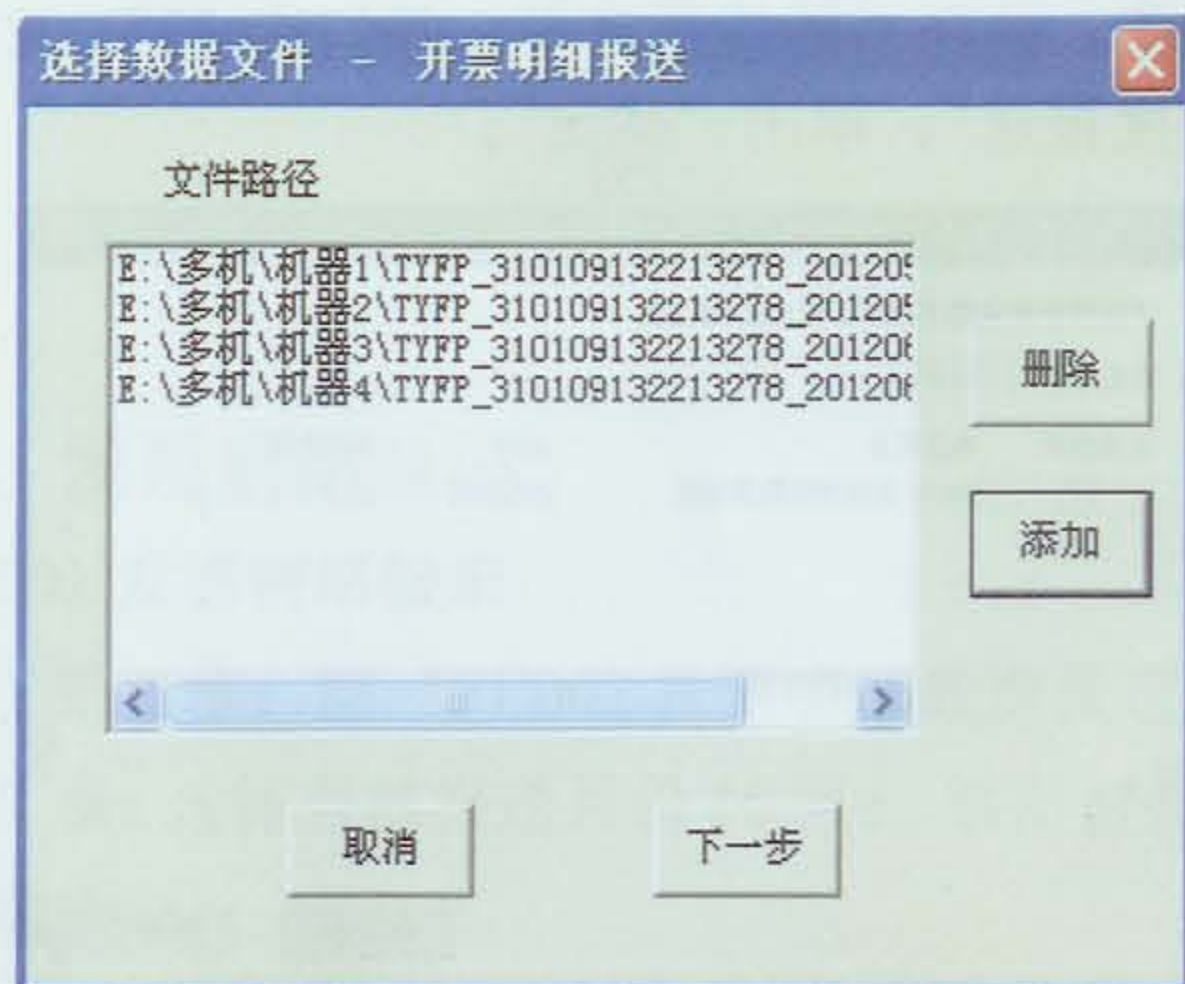 选择数据文件 - 开票明细报送
文件路径
E:\多机\机器1\TYFP_310109132213278_20120
E:\多机\机器2\TYFP_310109132213278_20120
E:\多机\机器3\TYFP_310109132213278_20120
E:\多机\机器4\TYFP_310109132213278_20120
删除
添加
取消
下一步